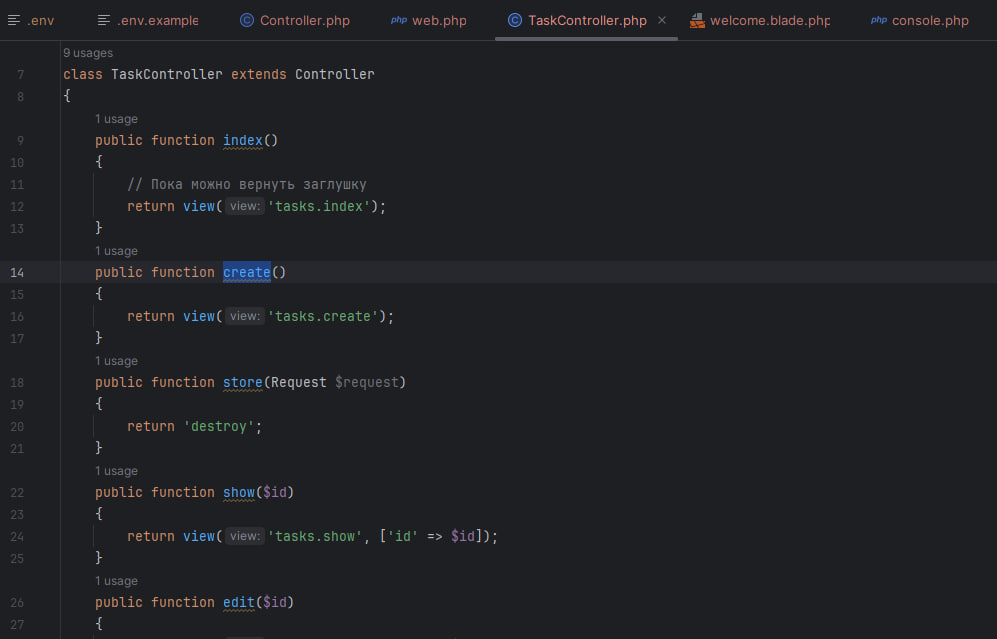 .env .env.example Controller.php php web.php TaskController.php × welcome.blade.php php console.php
9 usages
7 class TaskController extends Controller
8 {
1 usage
9 public function index()
10 {
11 // Пока можно вернуть заглушку
12 return view( view: 'tasks.index');
13 }
1 usage
14 public function create()
15 {
16 return view( view: 'tasks.create');
17 }
1 usage
18 public function store(Request $request)
19 {
20 return 'destroy';
21 }
1 usage
22 public function show($id)
23 {
24 return view( view: 'tasks.show', ['id' => $id]);
25 }
1 usage
26 public function edit($id)
27 {